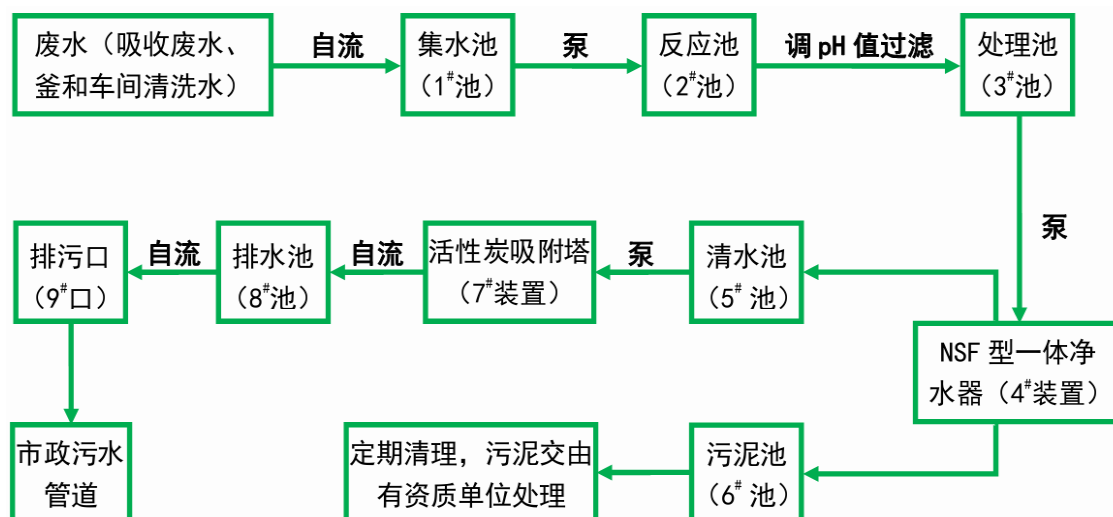 废水（吸收废水、
釜和车间清洗水）
自流
集水池
（1#池）
泵
反应池
（2#池）
调 pH 值过滤
处理池
（3#池）
泵
NSF 型一体净
水器（4#装置）
清水池
（5# 池）
泵
活性炭吸附塔
（7#装置）
自流
排水池
（8#池）
自流
排污口
（9#口）
市政污水
管道
污泥池
（6# 池）
定期清理，污泥交由
有资质单位处理